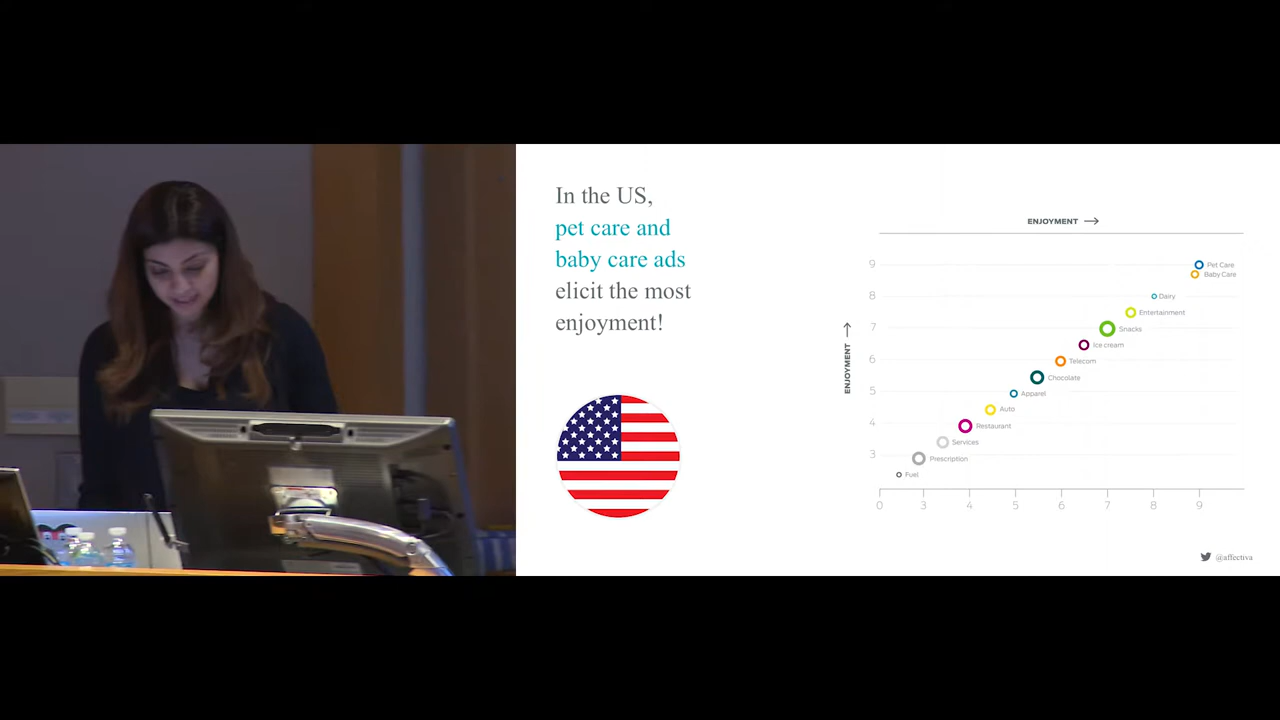 In the US,
pet care and
baby care ads
elicit the most
enjoyment!
ENJOYMENT
ENJOYMENT
9
8
7
6
5
4
3
Pet Care
Baby Care
Dairy
Entertainment
Snacks
Ice cream
Telecom
Chocolate
Apparel
Auto
Restaurant
Services
Prescription
Fuel
0 3 4 5 6 7 8 9
@affectiva